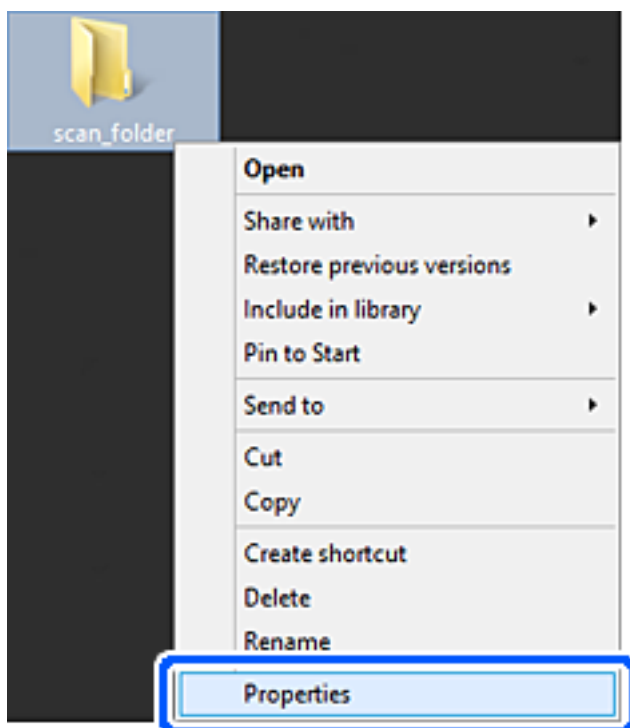 scan_folder
Open
Share with
Restore previous versions
Include in library
Pin to Start
Send to
Cut
Copy
Create shortcut
Delete
Rename
Properties